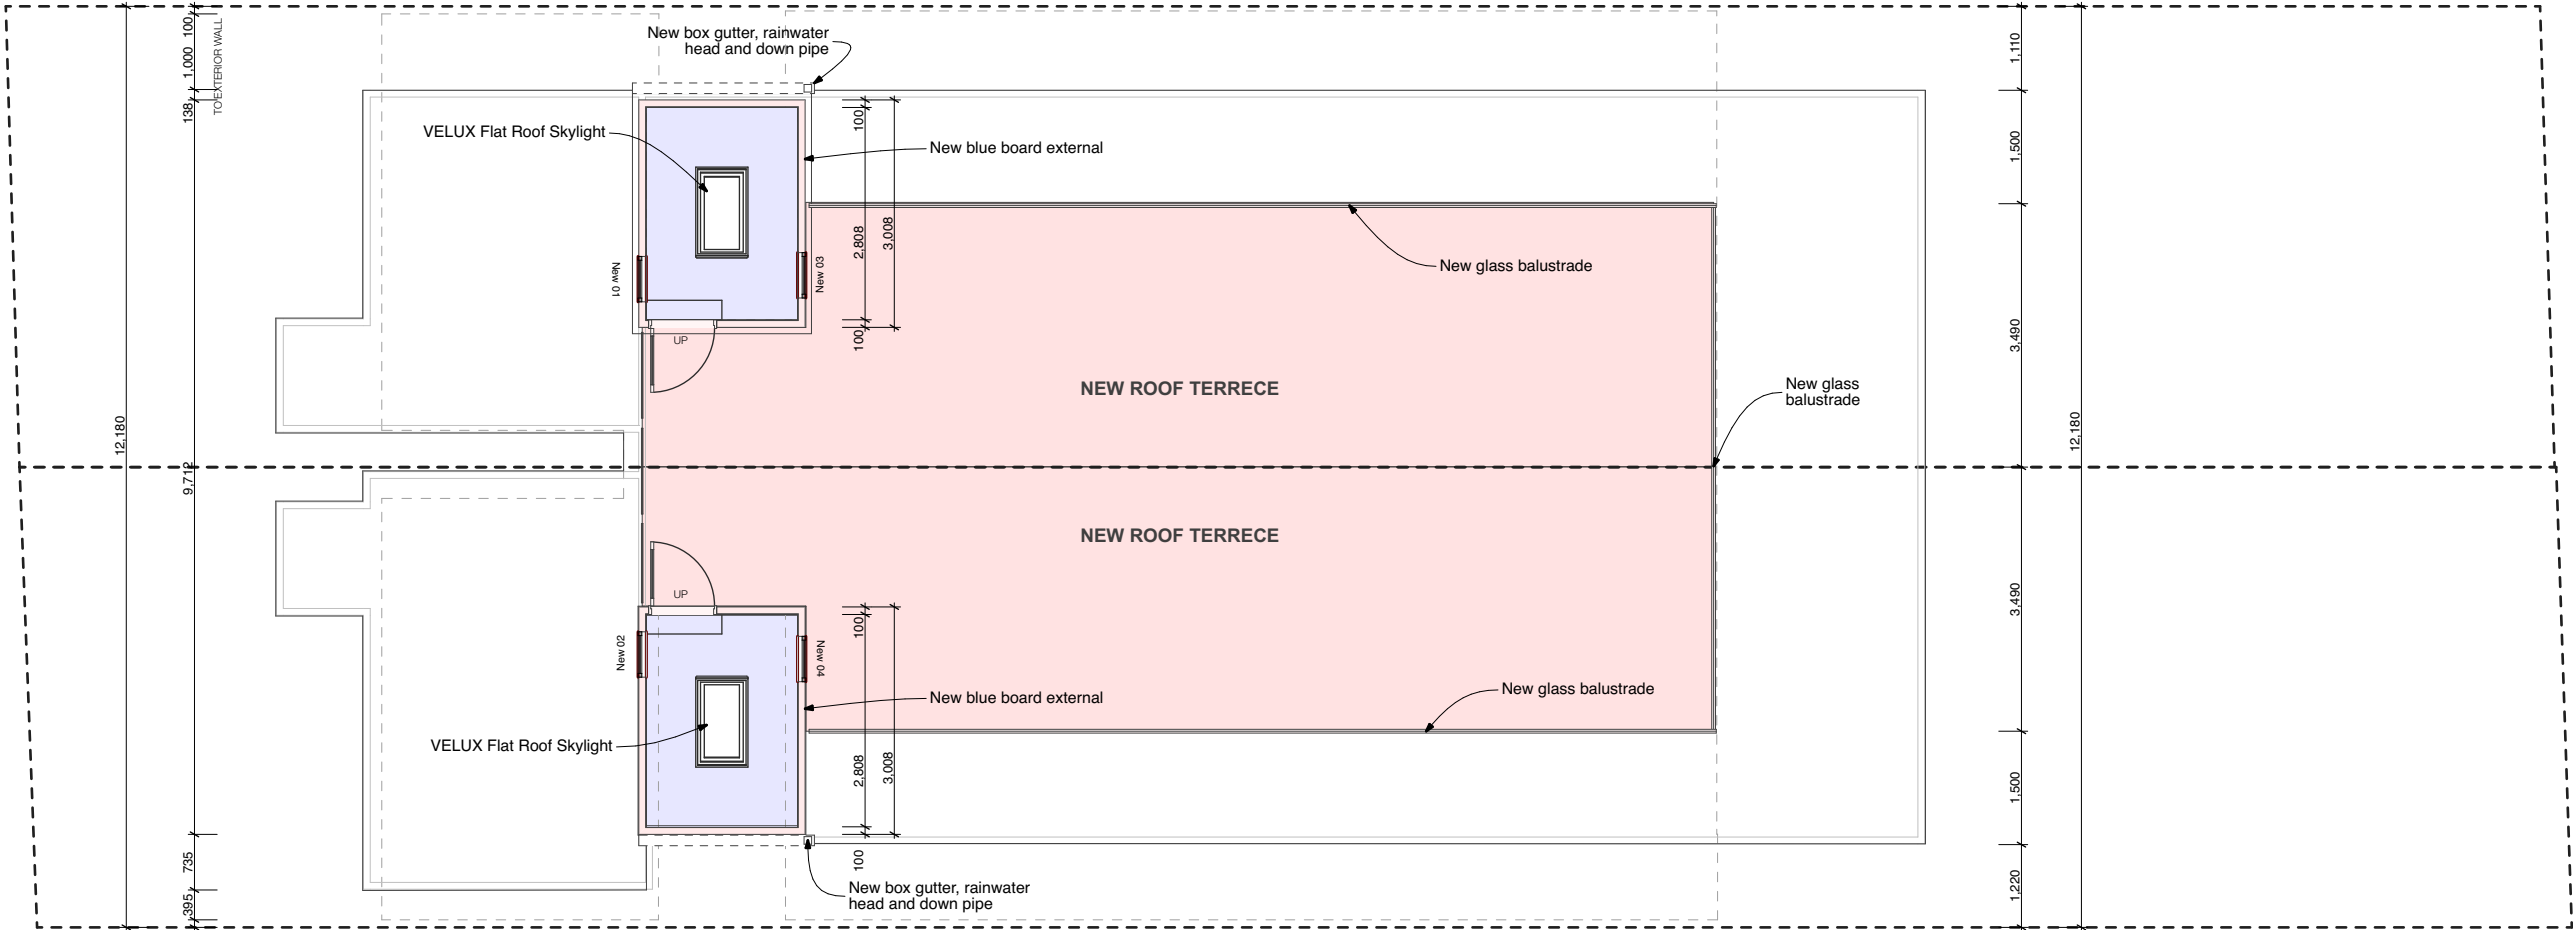 New box gutter, rainwater
head and down pipe
100
1,000
TO EXTERIOR WALL
138
VELUX Flat Roof Skylight
100
New blue board external
1,110
1,500
2,808
3,008
New 01
New 03
New glass balustrade
UP
100
3,490
NEW ROOF TERRECE
New glass
balustrade
12,180
12,180
9,712
NEW ROOF TERRECE
UP
100
3,490
New 02
New 04
New glass balustrade
New blue board external
VELUX Flat Roof Skylight
2,808
3,008
1,500
735
100
395
New box gutter, rainwater
head and down pipe
1,220